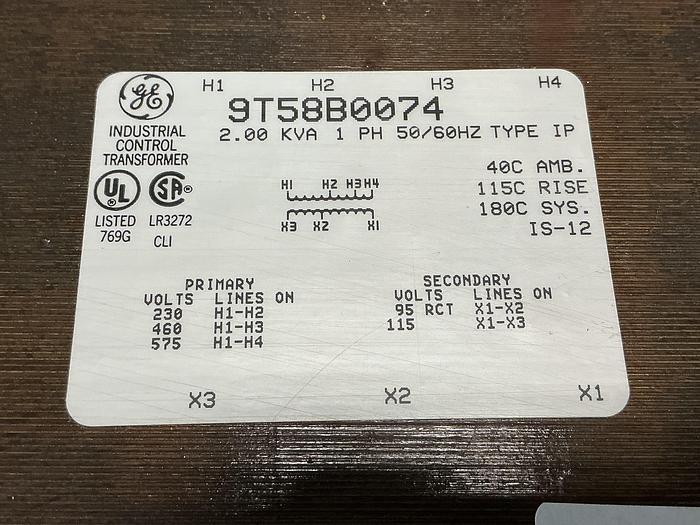 H1 H2 H3 H4
GE 9T58B0074
2.00 KVA 1 PH 50/60HZ TYPE IP
INDUSTRIAL
CONTROL
TRANSFORMER
40C AMB.
115C RISE
180C SYS.
IS-12
UL ® SA ®
LISTED LR3272
769G CLI
H1 H2 H3 H4
X3 X2 X1
PRIMARY
VOLTS LINES ON
230 H1-H2
460 H1-H3
575 H1-H4
SECONDARY
VOLTS LINES ON
95 RCT X1-X2
115 X1-X3
X3 X2 X1